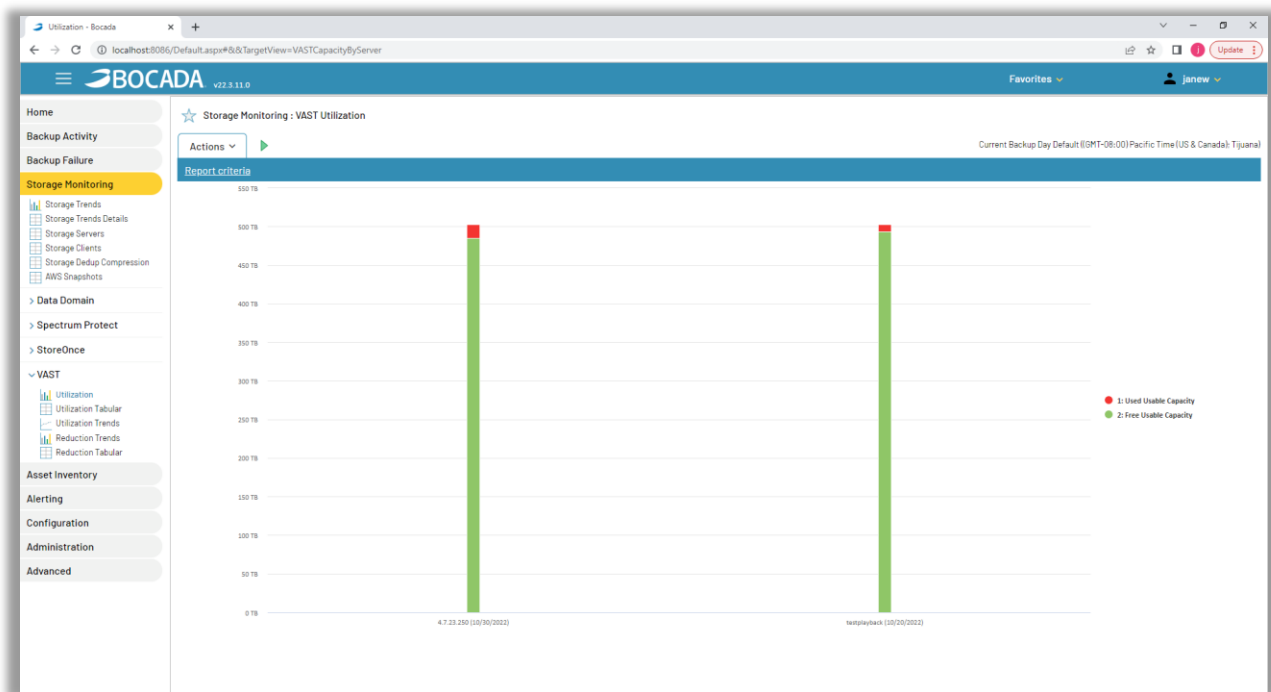 Utilization - Bocada
localhost:8086/Default.aspx#&&TargetView=VASTCapacityByServer
Update
BOCADA v22.3.11.0
Favorites
janew
Home
Backup Activity
Backup Failure
Storage Monitoring
Storage Trends
Storage Trends Details
Storage Servers
Storage Clients
Storage Dedup Compression
AWS Snapshots
Data Domain
Spectrum Protect
StoreOnce
VAST
Utilization
Utilization Tabular
Utilization Trends
Reduction Trends
Reduction Tabular
Asset Inventory
Alerting
Configuration
Administration
Advanced
Storage Monitoring : VAST Utilization
Actions
Current Backup Day Default ((GMT-08:00) Pacific Time (US & Canada); Tijuana)
Report criteria
550 TB
500 TB
450 TB
400 TB
350 TB
300 TB
250 TB
200 TB
150 TB
100 TB
50 TB
0 TB
4.7.23.250 (10/30/2022)
testplayback (10/20/2022)
1: Used Usable Capacity
2: Free Usable Capacity